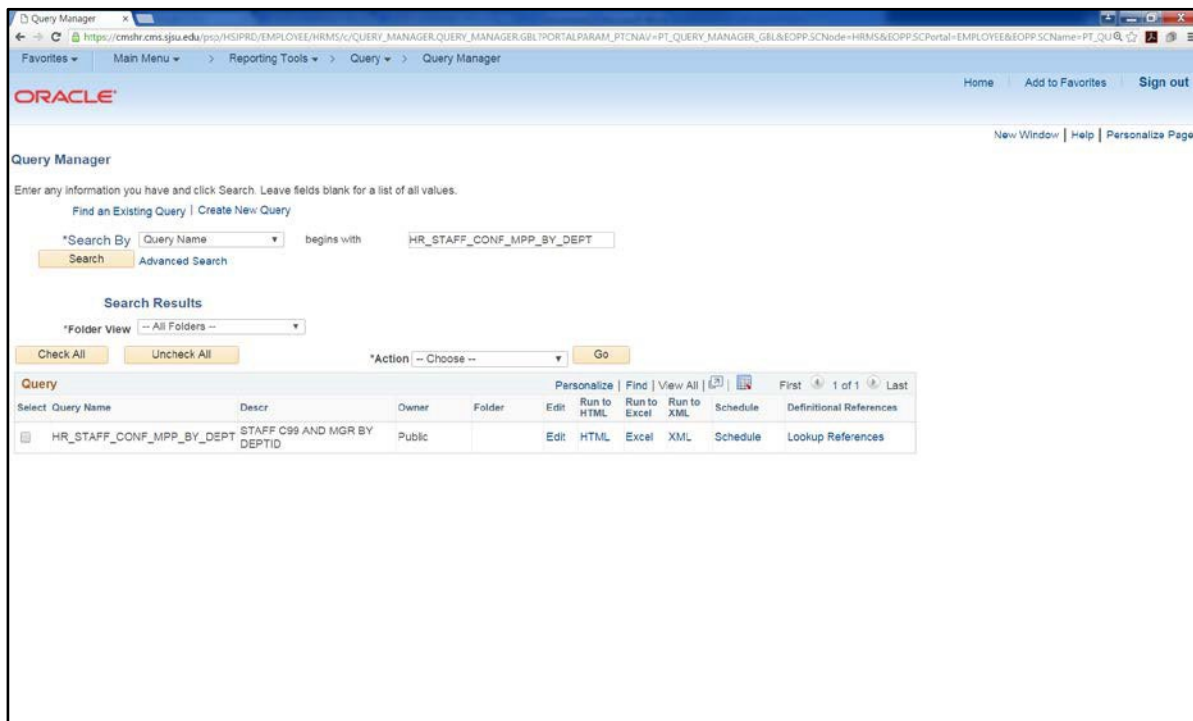 Query Manager
https://cmshr.cms.sjsu.edu/psp/HSJPRD/EMPLOYEE/HRMS/c/QUERY_MANAGER.QUERY_MANAGER.GBL?PORTALPARAM_PTCNAV=PT_QUERY_MANAGER_GBL&EOPP.SCNode=HRMS&EOPP.SCPortal=EMPLOYEE&EOPP.SCName=PT_QU
Favorites Main Menu > Reporting Tools > Query > Query Manager
Home Add to Favorites Sign out
ORACLE
New Window | Help | Personalize Page
Query Manager
Enter any information you have and click Search. Leave fields blank for a list of all values.
Find an Existing Query | Create New Query
*Search By Query Name begins with HR_STAFF_CONF_MPP_BY_DEPT
Search Advanced Search
Search Results
*Folder View -- All Folders --
Check All Uncheck All *Action -- Choose -- Go
Query Personalize | Find | View All | First 1 of 1 Last
Select Query Name Descr Owner Folder Edit Run to HTML Run to Excel Run to XML Schedule Definitional References
HR_STAFF_CONF_MPP_BY_DEPT STAFF C99 AND MGR BY DEPTID Public Edit HTML Excel XML Schedule Lookup References